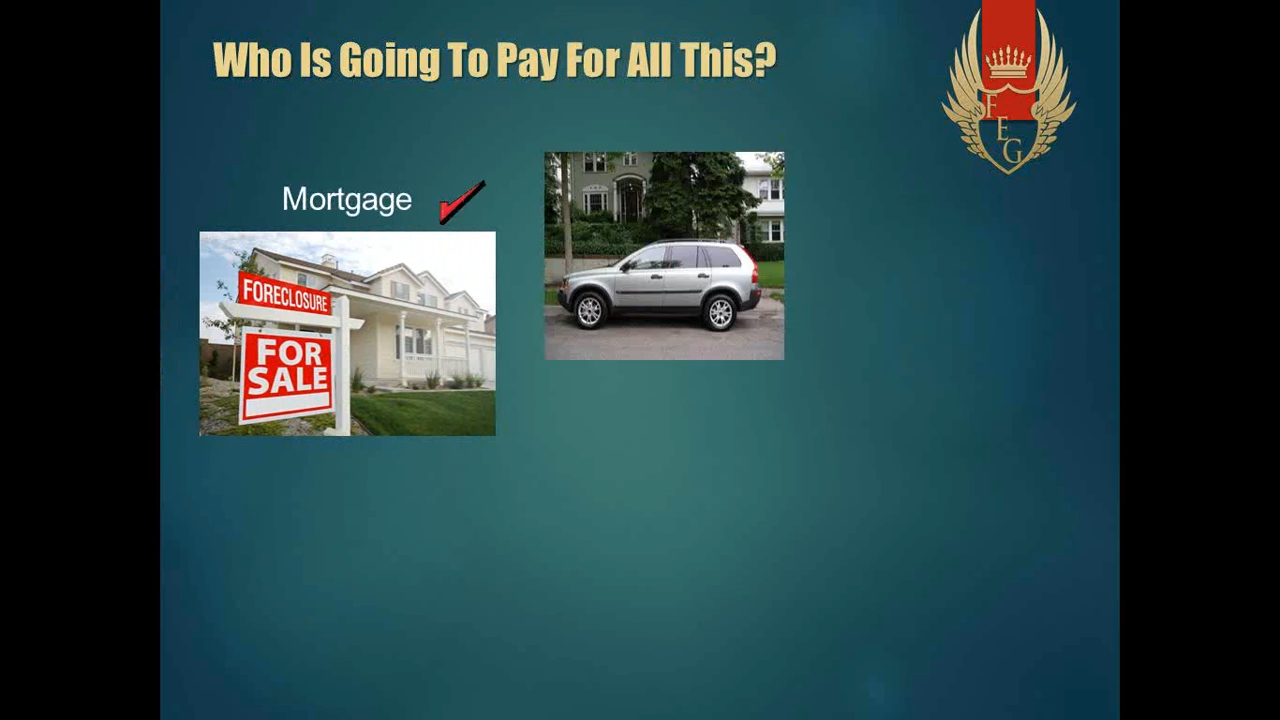 Who Is Going To Pay For All This?
F
E
G
Mortgage
FORECLOSURE
FOR
SALE